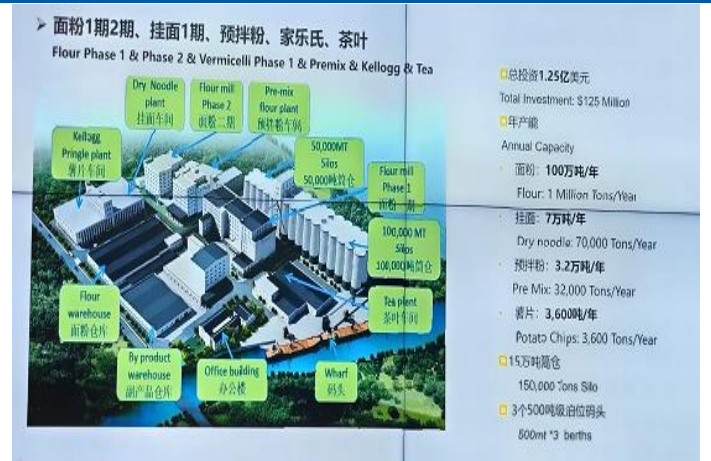 ➤ 面粉1期2期、挂面1期、预拌粉、家乐氏、茶叶
Flour Phase 1 & Phase 2 & Vermicelli Phase 1 & Premix & Kellogg & Tea
Dry Noodle
plant
挂面车间
Flour mill
Phase 2
面粉二期
Pre-mix
flour plant
预拌粉车间
Kellogg
Pringle plant
薯片车间
50,000MT
Silos
50,000吨筒仓
Flour mill
Phase 1
面粉一期
100,000 MT
Silos
100,000吨筒仓
Tea plant
茶叶车间
Flour
warehouse
面粉仓库
By product
warehouse
副产品仓库
Office building
办公楼
Wharf
码头
总投资1.25亿美元
Total Investment: $125 Million
年产能
Annual Capacity
· 面粉：100万吨/年
Flour: 1 Million Tons/Year
· 挂面：7万吨/年
Dry noodle: 70,000 Tons/Year
· 预拌粉：3.2万吨/年
Pre Mix: 32,000 Tons/Year
· 薯片：3,600吨/年
Potato Chips: 3,600 Tons/Year
15万吨筒仓
150,000 Tons Silo
3个500吨级泊位码头
500mt *3 berths